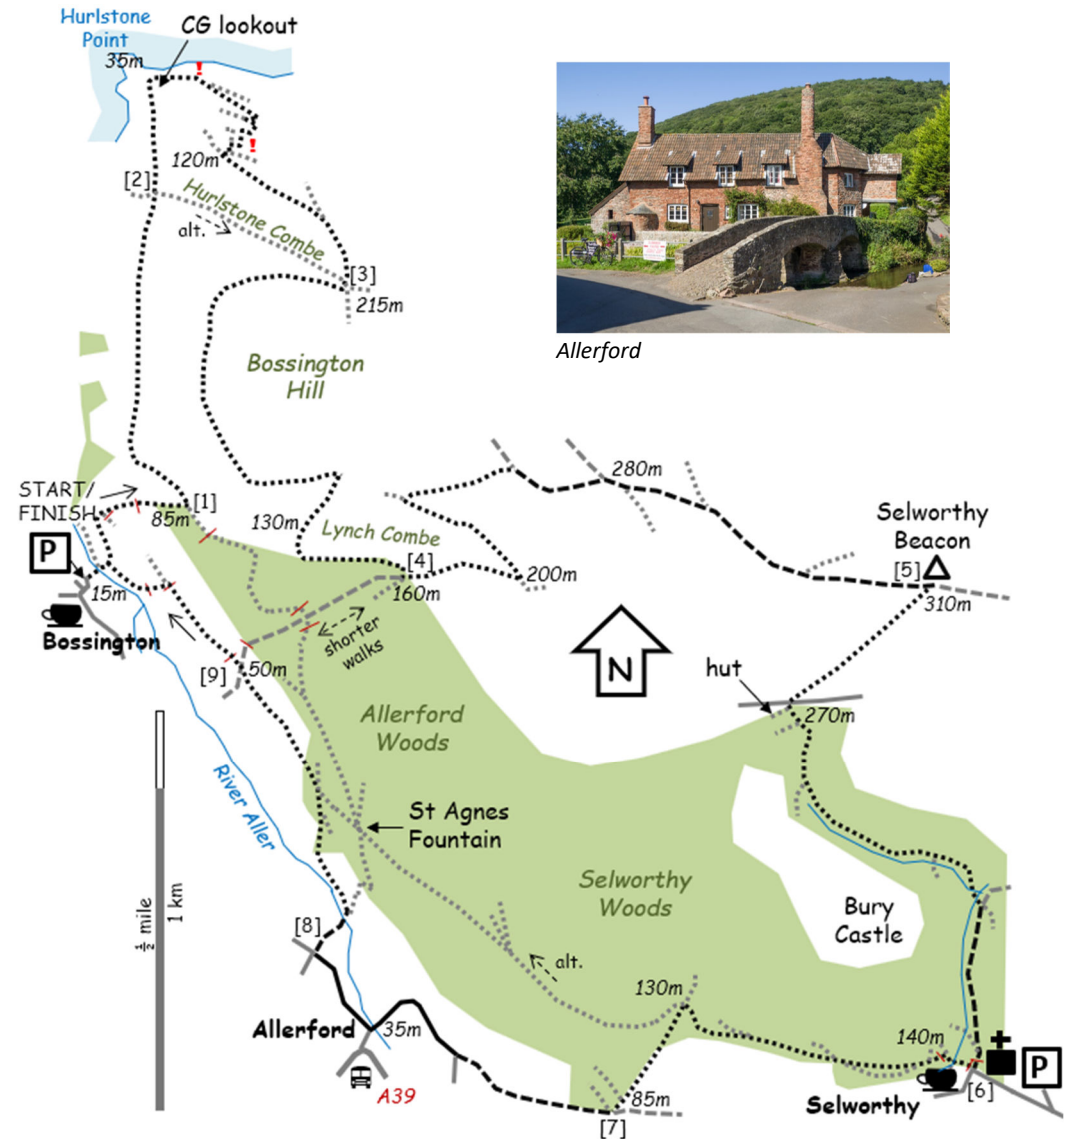 Hurlstone
Point
CG lookout
35m
!
!
120m
[2]
Hurlstone Combe
alt.
[3]
215m
Allerford
Bossington
Hill
START/
FINISH
[1]
85m
P
15m
Bossington
130m
Lynch Combe
[4]
160m
200m
280m
Selworthy
Beacon
[5]
310m
shorter
walks
N
hut
270m
[9]
50m
Allerford
Woods
River Aller
St Agnes
Fountain
½ mile
1 km
Selworthy
Woods
Bury
Castle
[8]
alt.
130m
Allerford
35m
A39
140m
P
Selworthy
[6]
85m
[7]